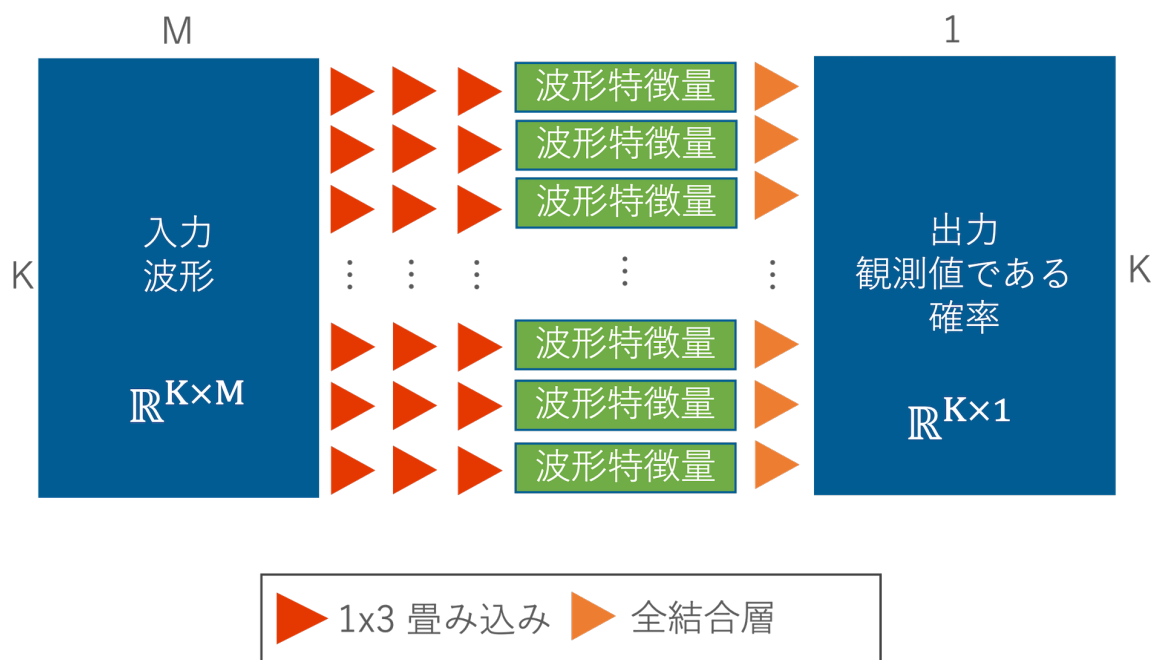 M
1
K
入力
波形
ℝK×M
波形特徴量
波形特徴量
波形特徴量
⋮ ⋮ ⋮ ⋮ ⋮
波形特徴量
波形特徴量
波形特徴量
出力
観測値である
確率
ℝK×1
K
1x3 畳み込み
全結合層